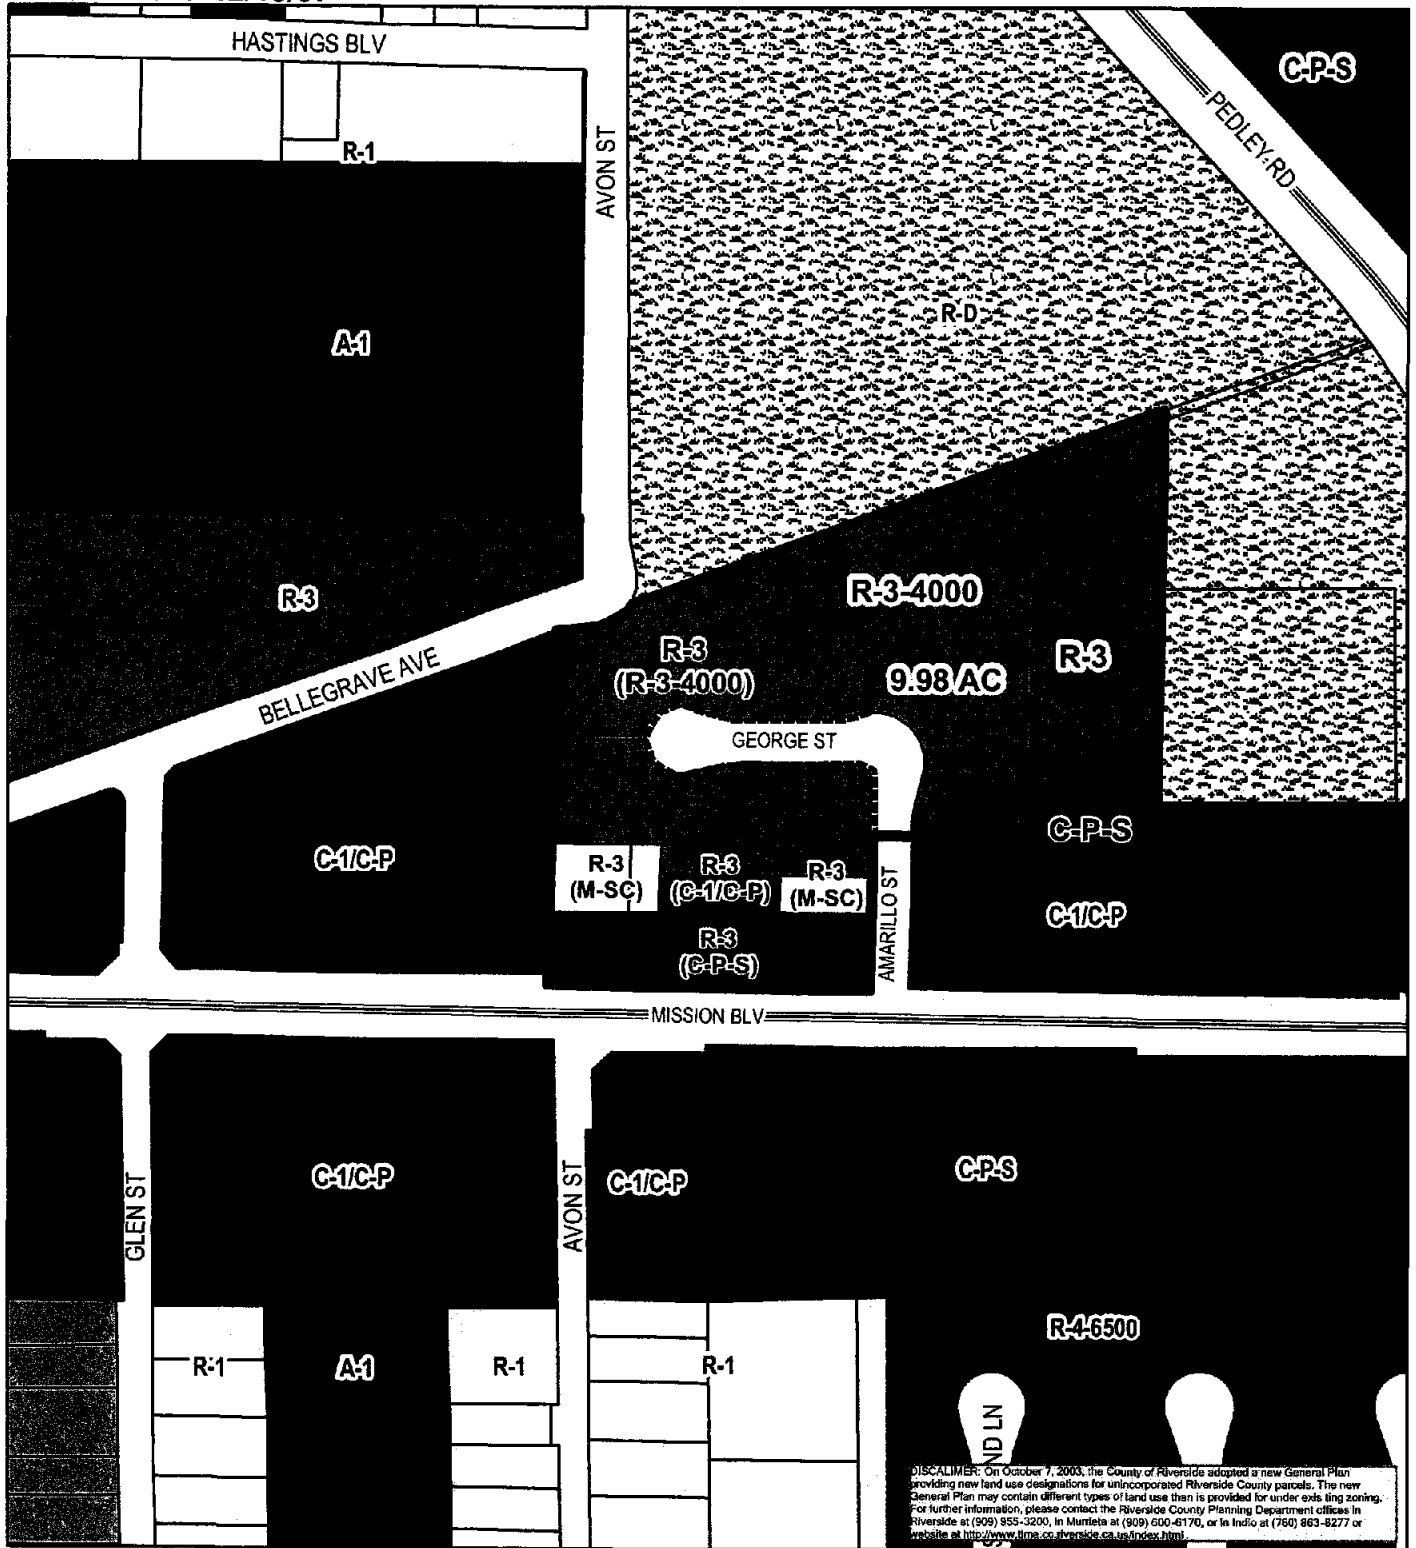 HASTINGS BLV
C-P-S
PEDLEY RD
R-1
AVON ST
R-D
A-1
R-3-4000
R-3
R-3
(R-3-4000)
R-3
9.98 AC
BELLEGRAVE AVE
GEORGE ST
C-P-S
C-1/C-P
R-3
(M-SC)
R-3
(C-1/C-P)
R-3
(M-SC)
AMARILLO ST
C-1/C-P
R-3
(C-P-S)
MISSION BLV
C-1/C-P
C-1/C-P
C-P-S
GLEN ST
AVON ST
R-4-6500
R-1
A-1
R-1
R-1
ND LN
DISCALIMER: On October 7, 2003, the County of Riverside adopted a new General Plan
providing new land use designations for unincorporated Riverside County parcels. The new
General Plan may contain different types of land use than is provided for under exis ting zoning.
For further information, please contact the Riverside County Planning Department offices in
Riverside at (909) 955-3200, in Murrieta at (909) 600-6170, or in Indio at (760) 863-8277 or
website at http://www.tlma.co.riverside.ca.us/index.html
S